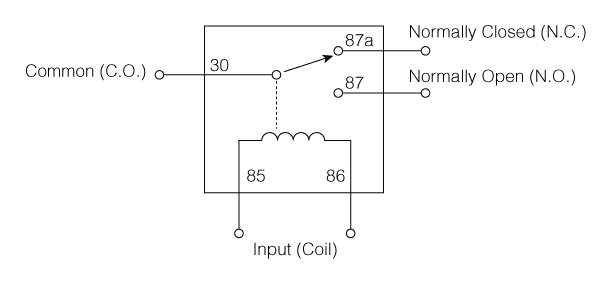 Normally Closed (N.C.)
87a
Common (C.O.)
30
Normally Open (N.O.)
87
85
86
Input (Coil)